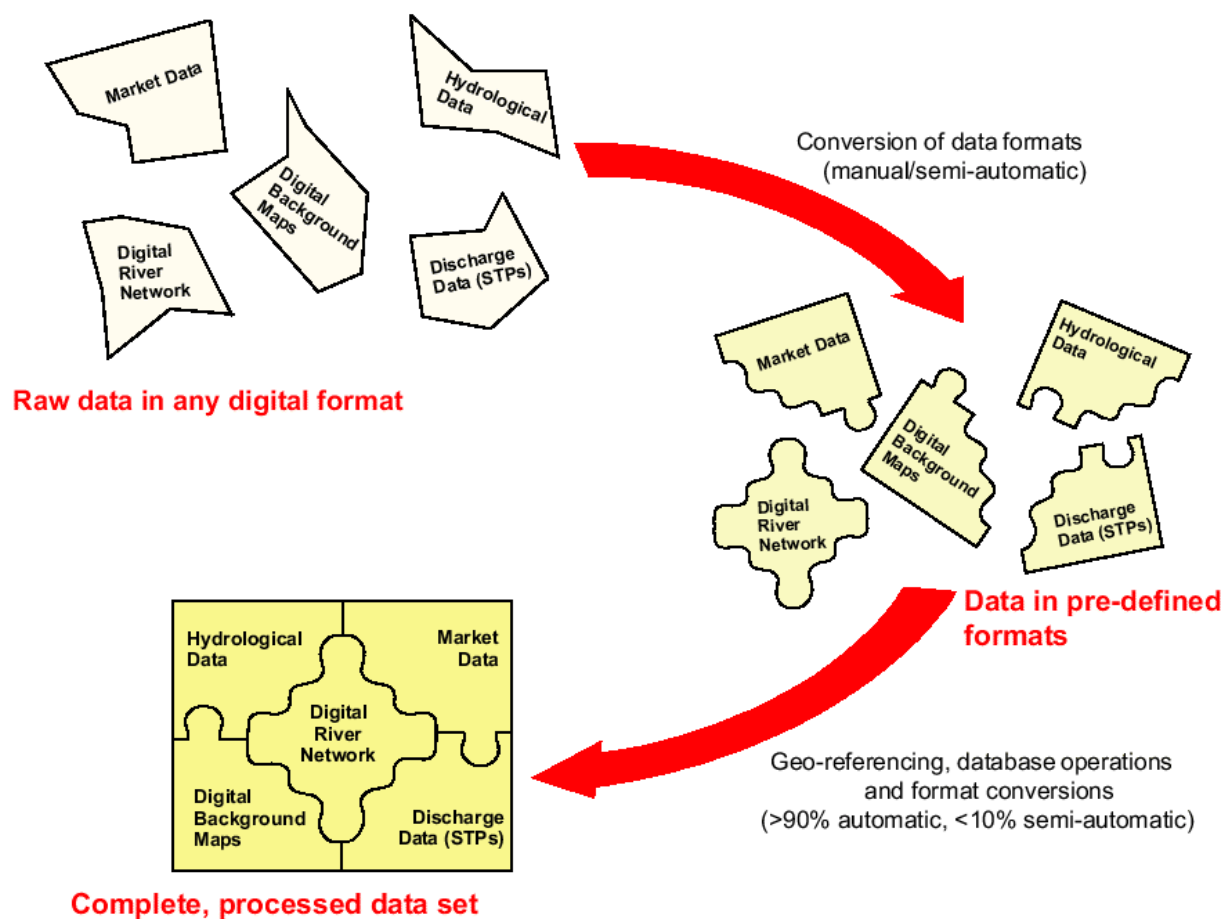 Market Data
Hydrological
Data
Digital
Background
Maps
Digital
River
Network
Discharge
Data (STPs)
Raw data in any digital format
Conversion of data formats
(manual/semi-automatic)
Market Data
Hydrological
Data
Digital
Background
Maps
Digital
River
Network
Discharge
Data (STPs)
Data in pre-defined
formats
Geo-referencing, database operations
and format conversions
(>90% automatic, <10% semi-automatic)
Hydrological
Data
Market
Data
Digital
River
Network
Digital
Background
Maps
Discharge
Data (STPs)
Complete, processed data set